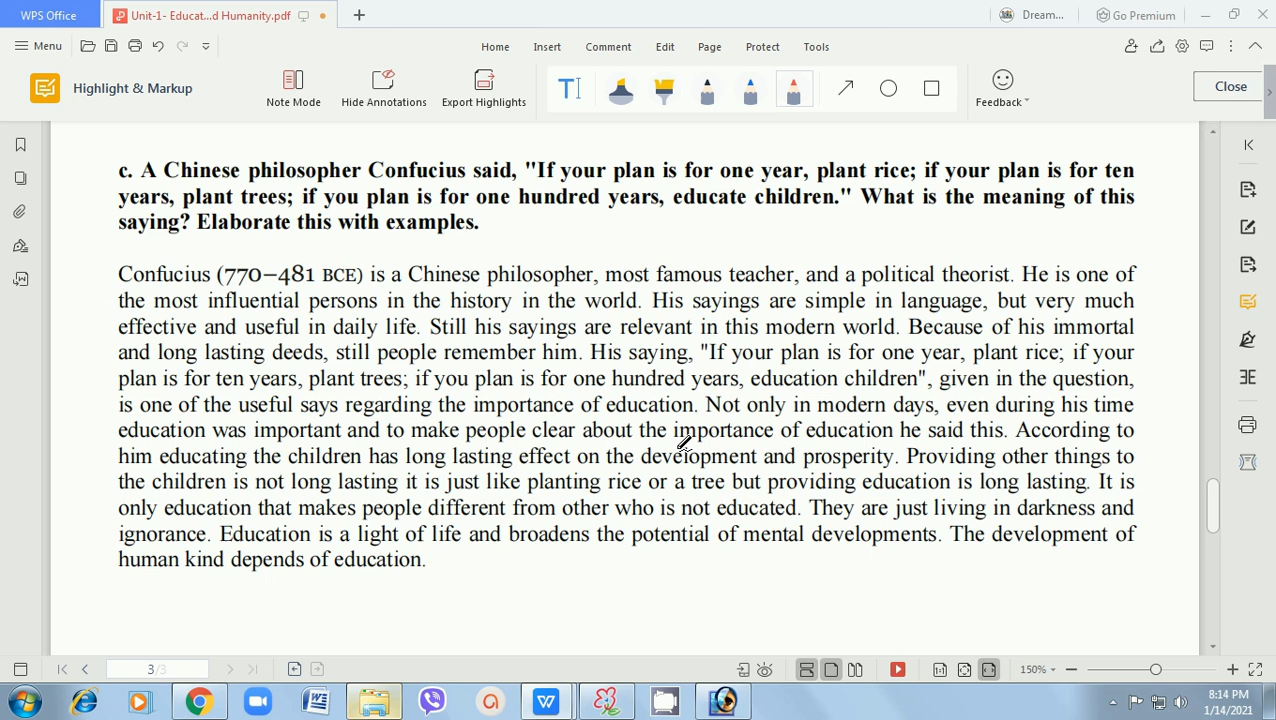 WPS Office
Unit-1- Educat...d Humanity.pdf
Dream...
Go Premium
Menu
Home Insert Comment Edit Page Protect Tools
Highlight & Markup
Note Mode Hide Annotations Export Highlights
T
Feedback
Close
c. A Chinese philosopher Confucius said, "If your plan is for one year, plant rice; if your plan is for ten
years, plant trees; if you plan is for one hundred years, educate children." What is the meaning of this
saying? Elaborate this with examples.
Confucius (770–481 BCE) is a Chinese philosopher, most famous teacher, and a political theorist. He is one of
the most influential persons in the history in the world. His sayings are simple in language, but very much
effective and useful in daily life. Still his sayings are relevant in this modern world. Because of his immortal
and long lasting deeds, still people remember him. His saying, "If your plan is for one year, plant rice; if your
plan is for ten years, plant trees; if you plan is for one hundred years, education children", given in the question,
is one of the useful says regarding the importance of education. Not only in modern days, even during his time
education was important and to make people clear about the importance of education he said this. According to
him educating the children has long lasting effect on the development and prosperity. Providing other things to
the children is not long lasting it is just like planting rice or a tree but providing education is long lasting. It is
only education that makes people different from other who is not educated. They are just living in darkness and
ignorance. Education is a light of life and broadens the potential of mental developments. The development of
human kind depends of education.
3/3
150%
8:14 PM
1/14/2021